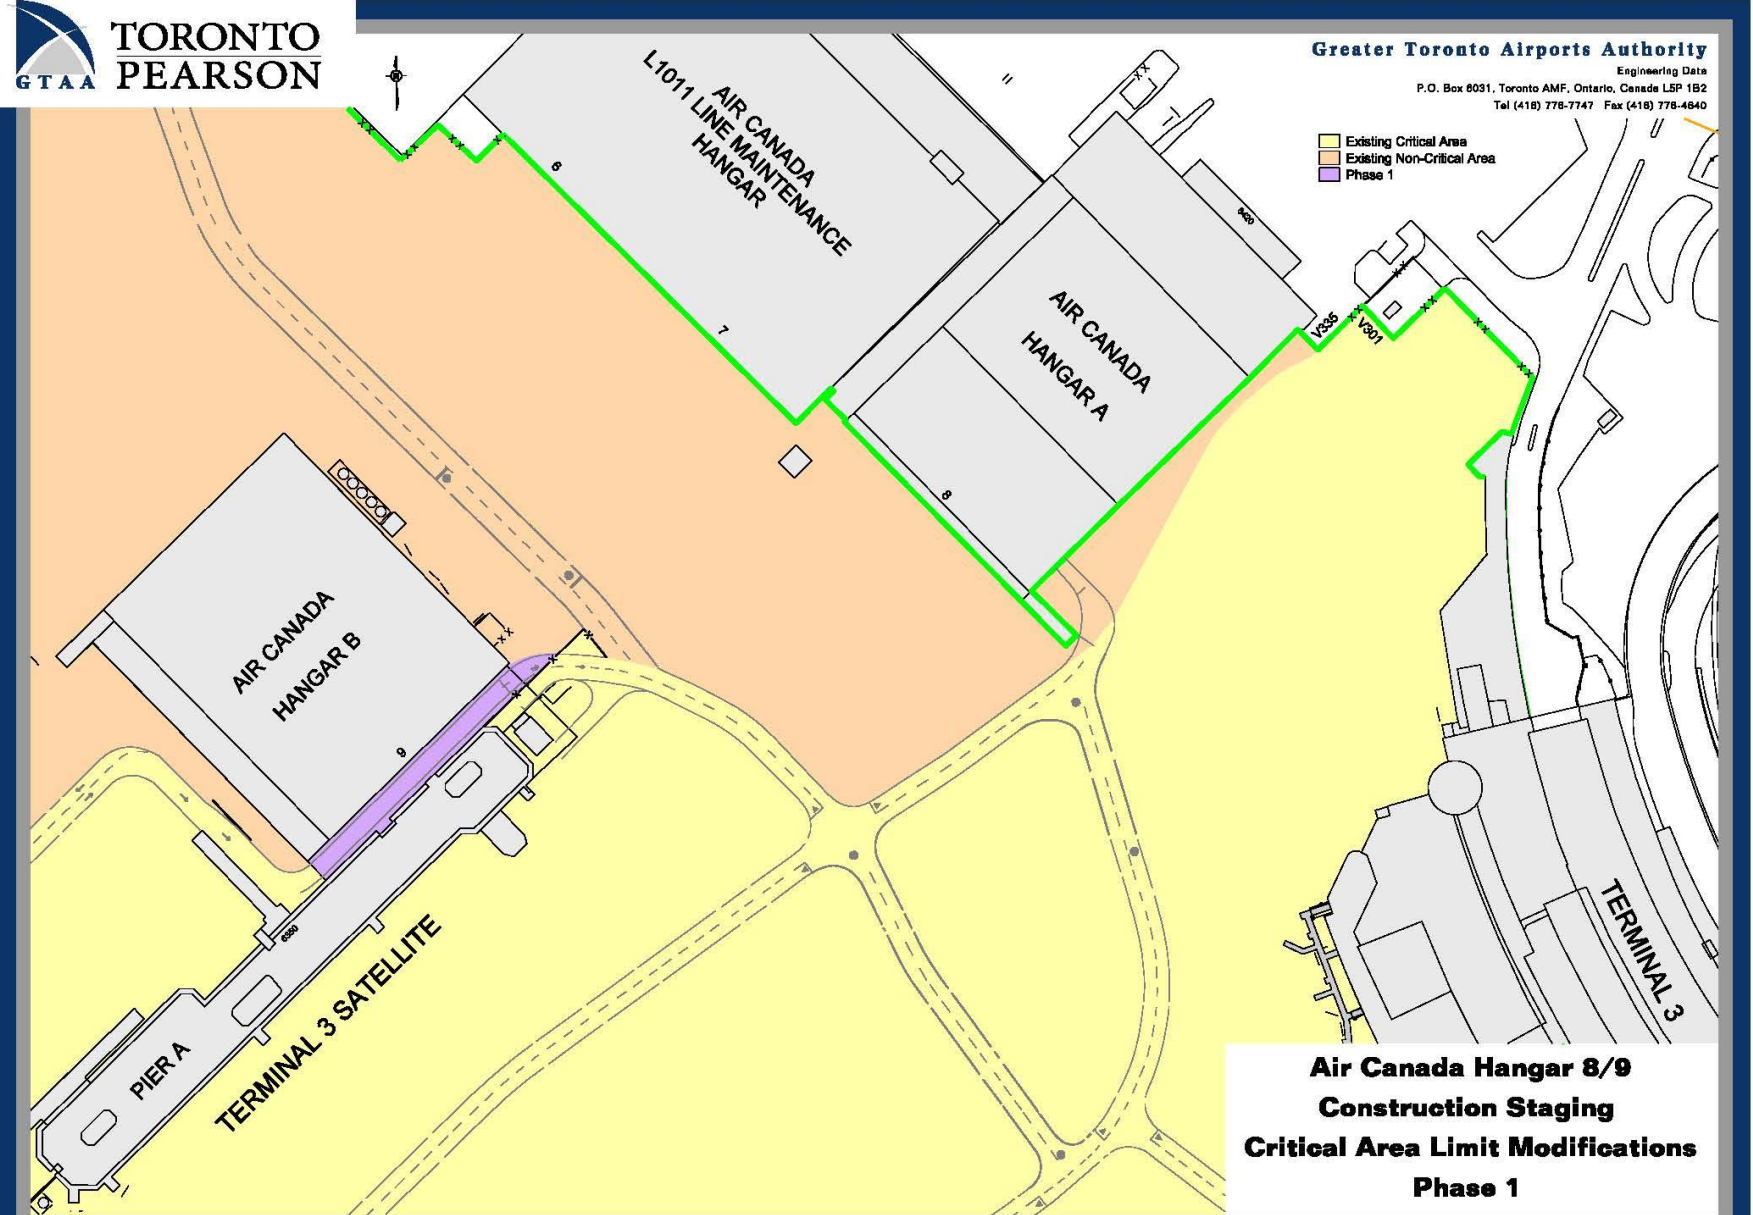 GTAA
TORONTO
PEARSON
Greater Toronto Airports Authority
Engineering Data
P.O. Box 6031, Toronto AMF, Ontario, Canada L5P 1B2
Tel (416) 776-7747 Fax (416) 776-4640
Existing Critical Area
Existing Non-Critical Area
Phase 1
AIR CANADA
L1011 LINE MAINTENANCE
HANGAR
6
7
AIR CANADA
HANGAR A
8
V335
V301
AIR CANADA
HANGAR B
9
PIER A
TERMINAL 3 SATELLITE
TERMINAL 3
Air Canada Hangar 8/9
Construction Staging
Critical Area Limit Modifications
Phase 1